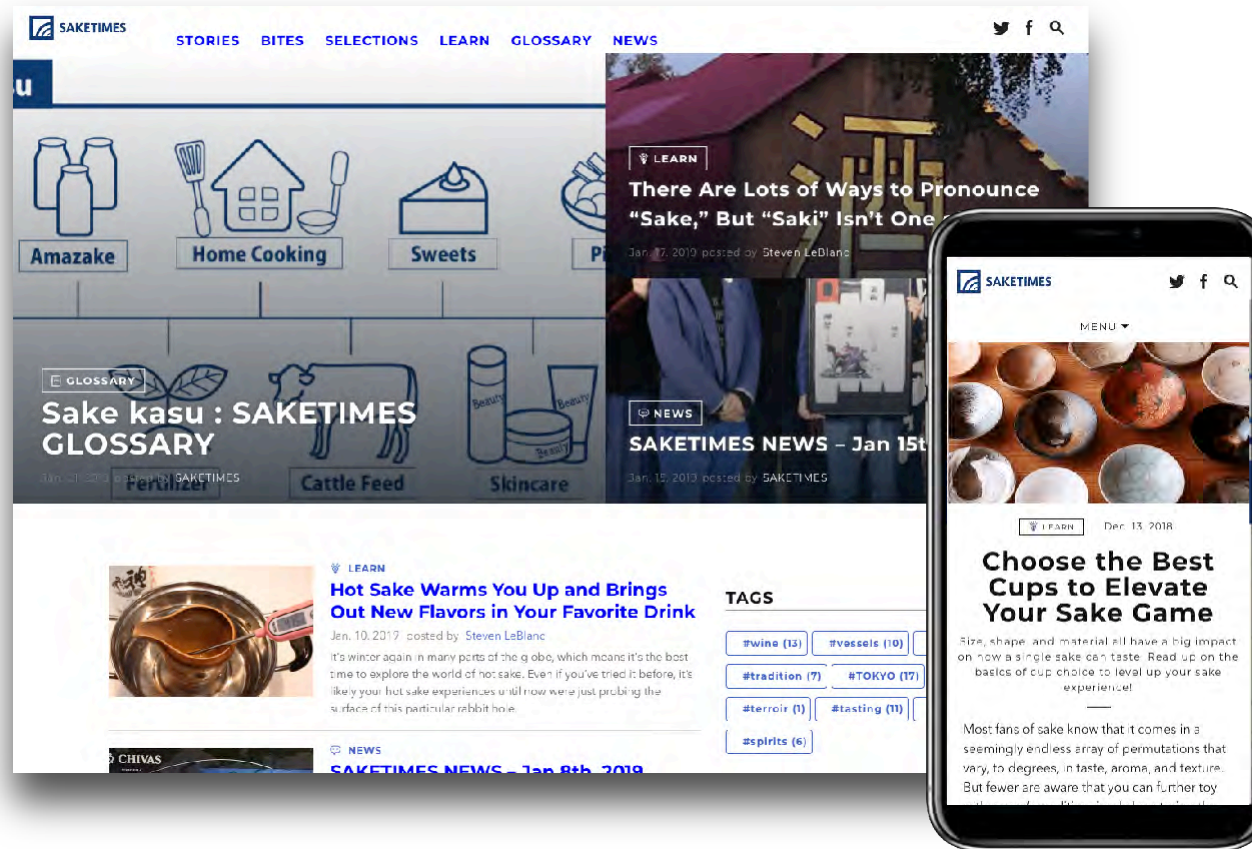 SAKETIMES
STORIES BITES SELECTIONS LEARN GLOSSARY NEWS
u
Amazake
Home Cooking
Sweets
Pi
Fertilizer
Cattle Feed
Skincare
Beauty
Beauty
Beauty
GLOSSARY
Sake kasu : SAKETIMES
GLOSSARY
posted by SAKETIMES
酒
LEARN
There Are Lots of Ways to Pronounce
“Sake,” But “Saki” Isn’t One
Jan. 17, 2019 posted by Steven LeBlanc
NEWS
SAKETIMES NEWS – Jan 15t
Jan. 15, 2019 posted by SAKETIMES
LEARN
Hot Sake Warms You Up and Brings
Out New Flavors in Your Favorite Drink
Jan. 10, 2019 posted by Steven LeBlanc
It's winter again in many parts of the globe, which means it's the best
time to explore the world of hot sake. Even if you've tried it before, it's
likely your hot sake experiences until now were just probing the
surface of this particular rabbit hole.
CHIVAS
NEWS
SAKETIMES NEWS – Jan 8th, 2019
TAGS
#wine (13) #vessels (10)
#tradition (7) #TOKYO (17)
#terroir (1) #tasting (11)
#spirits (6)
SAKETIMES
MENU
LEARN Dec. 13, 2018
Choose the Best
Cups to Elevate
Your Sake Game
Size, shape, and material all have a big impact
on how a single sake can taste. Read up on the
basics of cup choice to level up your sake
experience!
Most fans of sake know that it comes in a
seemingly endless array of permutations that
vary, to degrees, in taste, aroma, and texture.
But fewer are aware that you can further toy